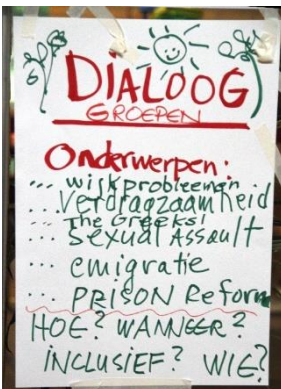 DIALOOG
GROEPEN
Onderwerpen:
... wijkproblemen
... Verdraagzaamheid
... The Greeks!
... Sexual Assault
... emigratie
... PRISON Reform
HOE? WANNEER?
INCLUSIEF? WIE?